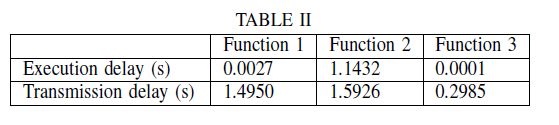 TABLE II
Function 1 Function 2 Function 3
Execution delay (s) 0.0027 1.1432 0.0001
Transmission delay (s) 1.4950 1.5926 0.2985